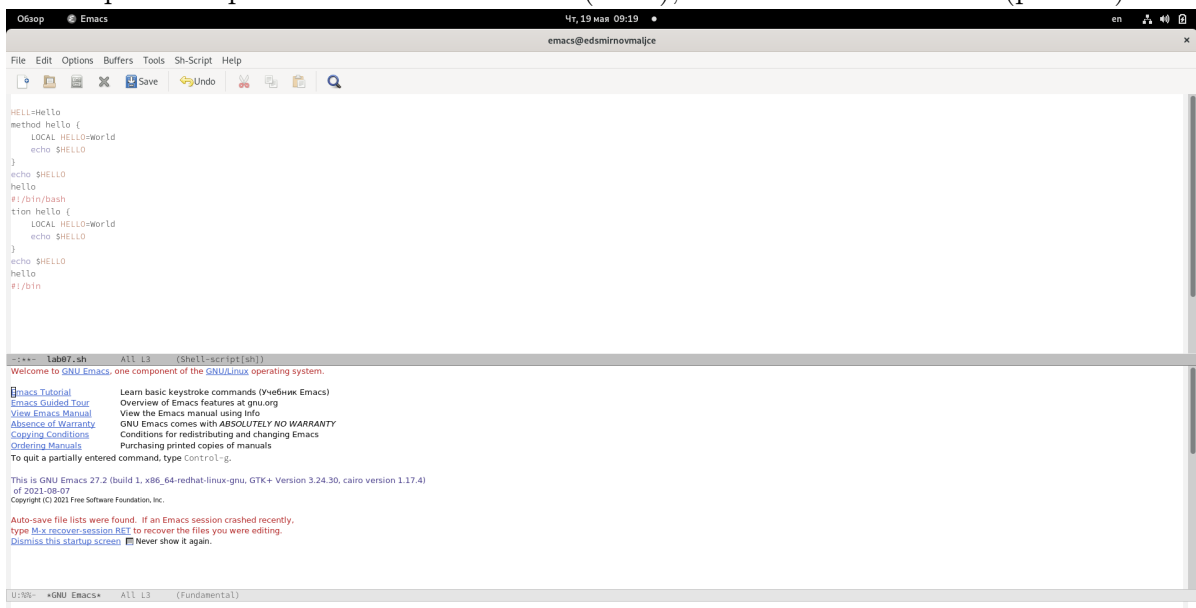 Обзор Emacs Чт, 19 мая 09:19 en
emacs@edsmirnovmaljce ×
File Edit Options Buffers Tools Sh-Script Help
Save Undo
HELL=Hello
method hello {
LOCAL HELLO=World
echo $HELLO
}
echo $HELLO
hello
#!/bin/bash
tion hello {
LOCAL HELLO=World
echo $HELLO
}
echo $HELLO
hello
#!/bin
-:**- lab07.sh All L3 (Shell-script[sh])
Welcome to GNU Emacs, one component of the GNU/Linux operating system.
Emacs Tutorial Learn basic keystroke commands (Учебник Emacs)
Emacs Guided Tour Overview of Emacs features at gnu.org
View Emacs Manual View the Emacs manual using Info
Absence of Warranty GNU Emacs comes with ABSOLUTELY NO WARRANTY
Copying Conditions Conditions for redistributing and changing Emacs
Ordering Manuals Purchasing printed copies of manuals
To quit a partially entered command, type Control-g.
This is GNU Emacs 27.2 (build 1, x86_64-redhat-linux-gnu, GTK+ Version 3.24.30, cairo version 1.17.4)
of 2021-08-07
Copyright (C) 2021 Free Software Foundation, Inc.
Auto-save file lists were found. If an Emacs session crashed recently,
type M-x recover-session RET to recover the files you were editing.
Dismiss this startup screen Never show it again.
U:%%- *GNU Emacs* All L3 (Fundamental)